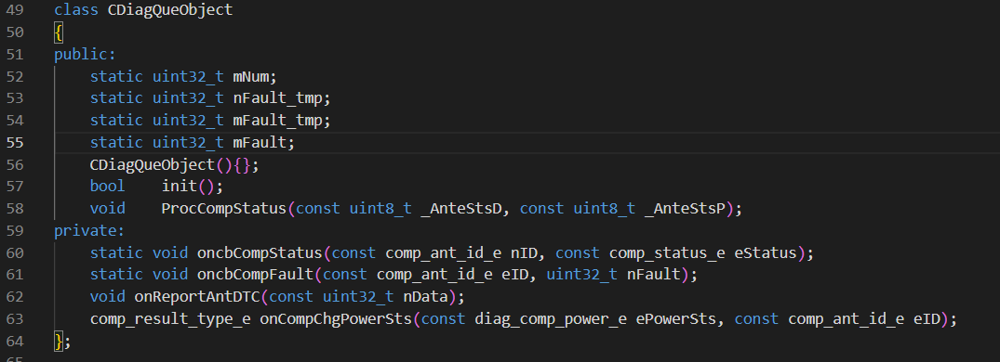 49 class CDiagQueObject
50 {
51 public:
52     static uint32_t mNum;
53     static uint32_t nFault_tmp;
54     static uint32_t mFault_tmp;
55     static uint32_t mFault;
56     CDiagQueObject(){};
57     bool    init();
58     void    ProcCompStatus(const uint8_t _AnteStsD, const uint8_t _AnteStsP);
59 private:
60     static void oncbCompStatus(const comp_ant_id_e nID, const comp_status_e eStatus);
61     static void oncbCompFault(const comp_ant_id_e eID, uint32_t nFault);
62     void onReportAntDTC(const uint32_t nData);
63     comp_result_type_e onCompChgPowerSts(const diag_comp_power_e ePowerSts, const comp_ant_id_e eID);
64 };